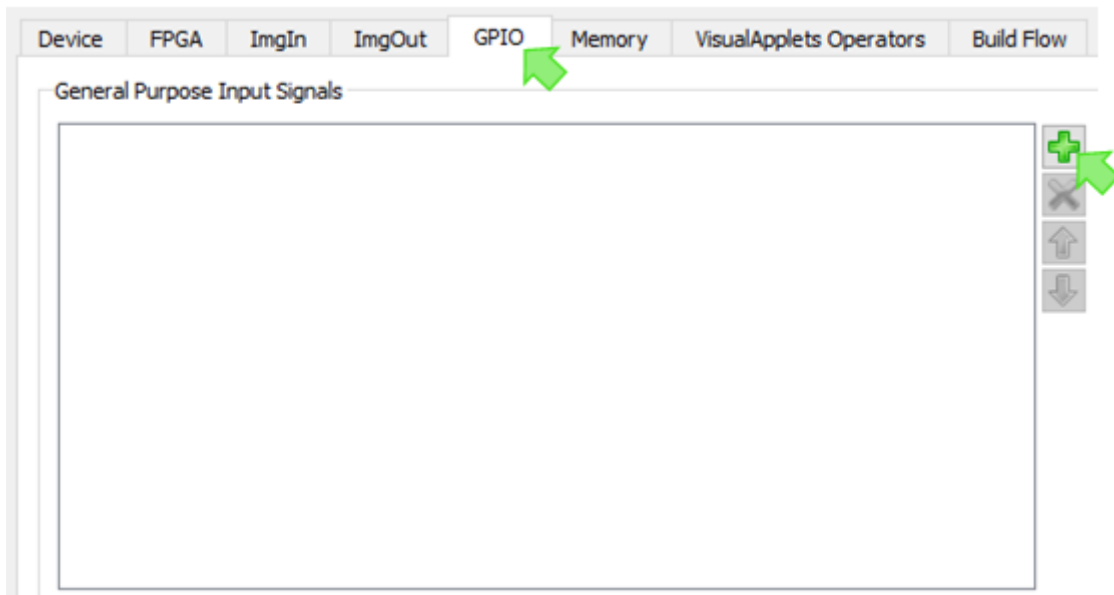 Device FPGA ImgIn ImgOut GPIO Memory VisualApplets Operators Build Flow
General Purpose Input Signals